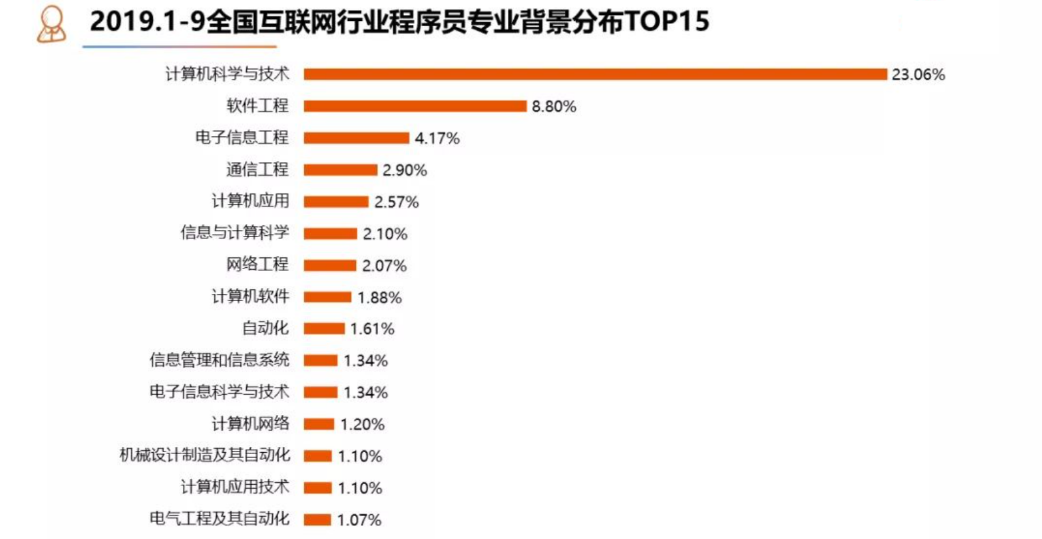 2019.1-9全国互联网行业程序员专业背景分布TOP15
计算机科学与技术 23.06%
软件工程 8.80%
电子信息工程 4.17%
通信工程 2.90%
计算机应用 2.57%
信息与计算科学 2.10%
网络工程 2.07%
计算机软件 1.88%
自动化 1.61%
信息管理和信息系统 1.34%
电子信息科学与技术 1.34%
计算机网络 1.20%
机械设计制造及其自动化 1.10%
计算机应用技术 1.10%
电气工程及其自动化 1.07%